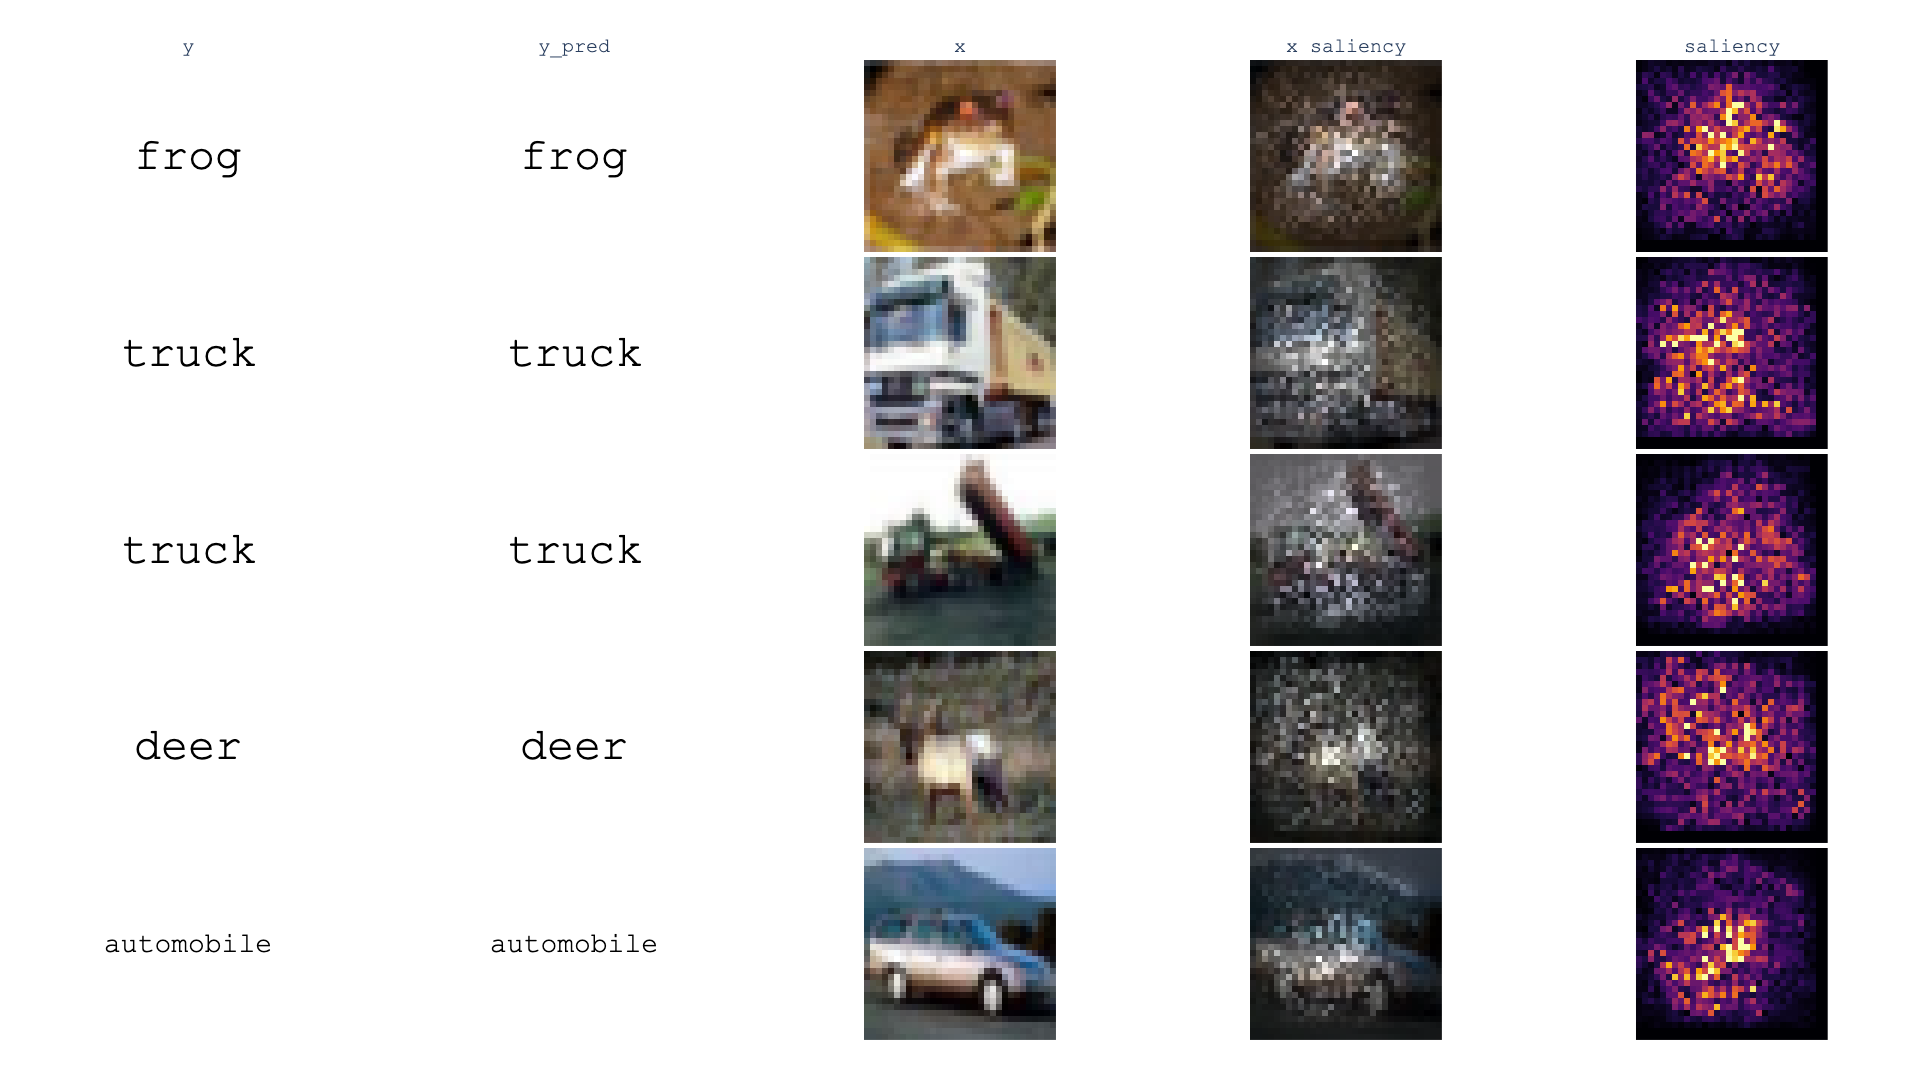 y y_pred x x saliency saliency
frog frog
truck truck
truck truck
deer deer
automobile automobile